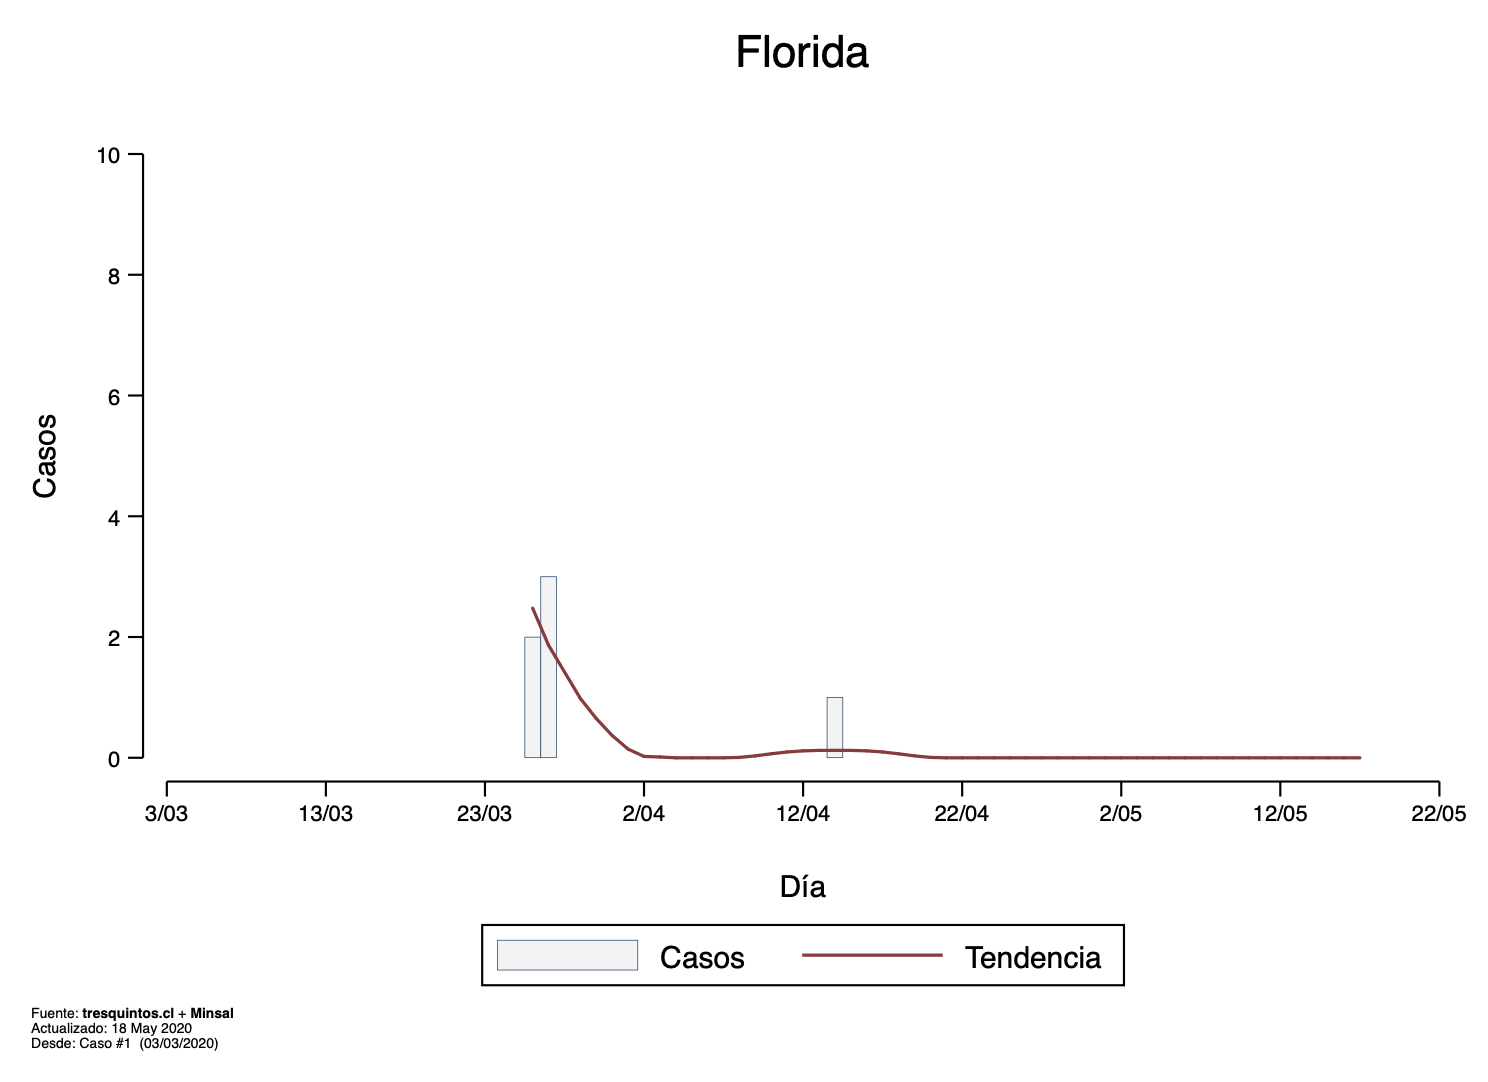 Florida
10
8
6
4
2
0
Casos
3/03 13/03 23/03 2/04 12/04 22/04 2/05 12/05 22/05
Día
Casos Tendencia
Fuente: tresquintos.cl + Minsal
Actualizado: 18 May 2020
Desde: Caso #1 (03/03/2020)